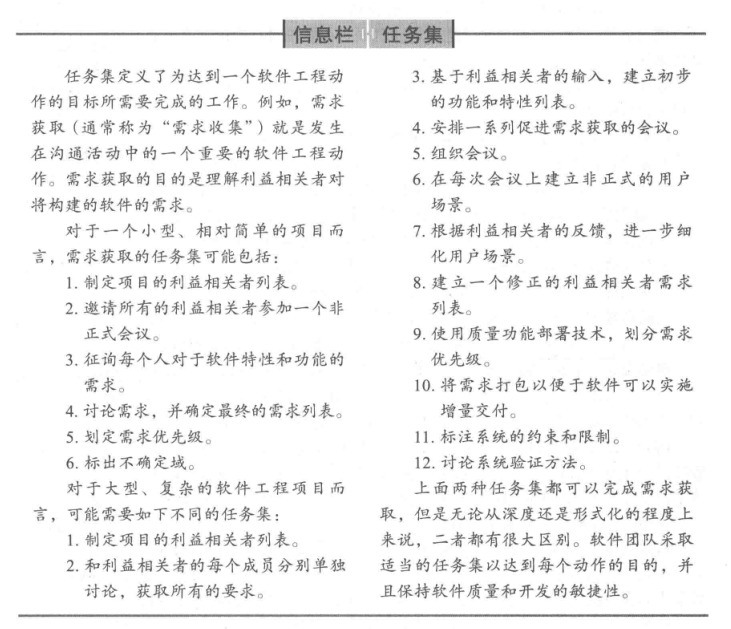 信息栏 任务集
任务集定义了为达到一个软件工程动
作的目标所需要完成的工作。例如，需求
获取（通常称为“需求收集”）就是发生
在沟通活动中的一个重要的软件工程动
作。需求获取的目的是理解利益相关者对
将构建的软件的需求。
对于一个小型、相对简单的项目而
言，需求获取的任务集可能包括：
1. 制定项目的利益相关者列表。
2. 邀请所有的利益相关者参加一个非
正式会议。
3. 征询每个人对于软件特性和功能的
需求。
4. 讨论需求，并确定最终的需求列表。
5. 划定需求优先级。
6. 标出不确定域。
对于大型、复杂的软件工程项目而
言，可能需要如下不同的任务集：
1. 制定项目的利益相关者列表。
2. 和利益相关者的每个成员分别单独
讨论，获取所有的要求。
3. 基于利益相关者的输入，建立初步
的功能和特性列表。
4. 安排一系列促进需求获取的会议。
5. 组织会议。
6. 在每次会议上建立非正式的用户
场景。
7. 根据利益相关者的反馈，进一步细
化用户场景。
8. 建立一个修正的利益相关者需求
列表。
9. 使用质量功能部署技术，划分需求
优先级。
10. 将需求打包以便于软件可以实施
增量交付。
11. 标注系统的约束和限制。
12. 讨论系统验证方法。
上面两种任务集都可以完成需求获
取，但是无论从深度还是形式化的程度上
来说，二者都有很大区别。软件团队采取
适当的任务集以达到每个动作的目的，并
且保持软件质量和开发的敏捷性。